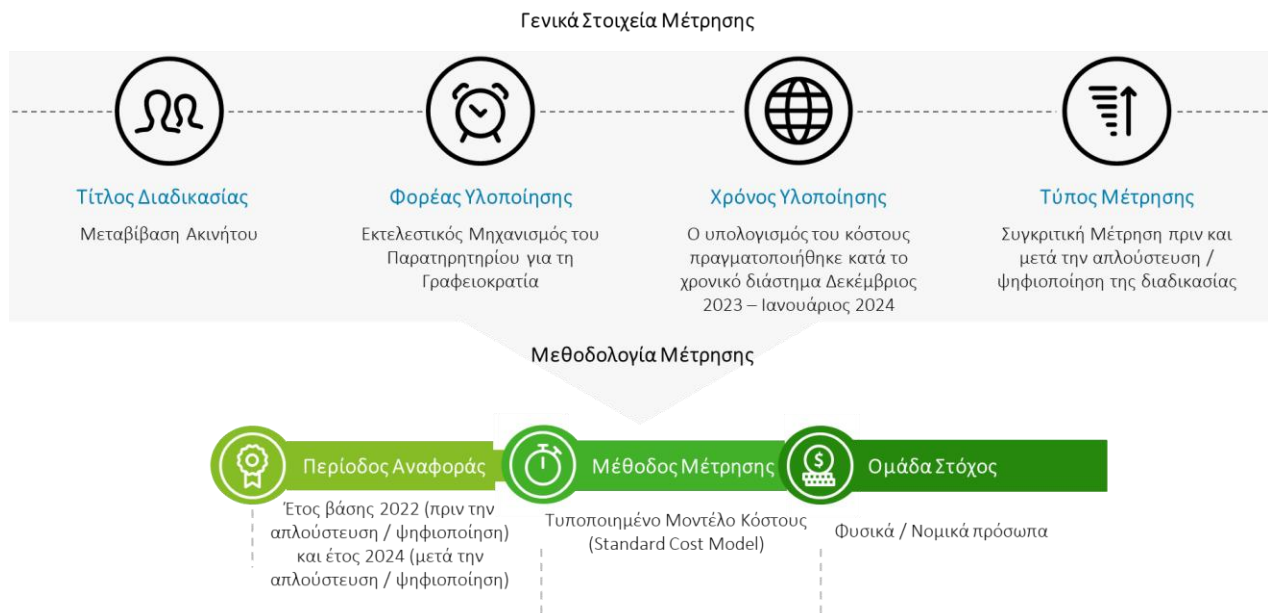 Γενικά Στοιχεία Μέτρησης
Τίτλος Διαδικασίας
Μεταβίβαση Ακινήτου
Φορέας Υλοποίησης
Εκτελεστικός Μηχανισμός του
Παρατηρητηρίου για τη
Γραφειοκρατία
Χρόνος Υλοποίησης
Ο υπολογισμός του κόστους
πραγματοποιήθηκε κατά το
χρονικό διάστημα Δεκέμβριος
2023 – Ιανουάριος 2024
Τύπος Μέτρησης
Συγκριτική Μέτρηση πριν και
μετά την απλούστευση /
ψηφιοποίηση της διαδικασίας
Μεθοδολογία Μέτρησης
Περίοδος Αναφοράς
Έτος βάσης 2022 (πριν την
απλούστευση / ψηφιοποίηση)
και έτος 2024 (μετά την
απλούστευση / ψηφιοποίηση)
Μέθοδος Μέτρησης
Τυποποιημένο Μοντέλο Κόστους
(Standard Cost Model)
Ομάδα Στόχος
Φυσικά / Νομικά πρόσωπα